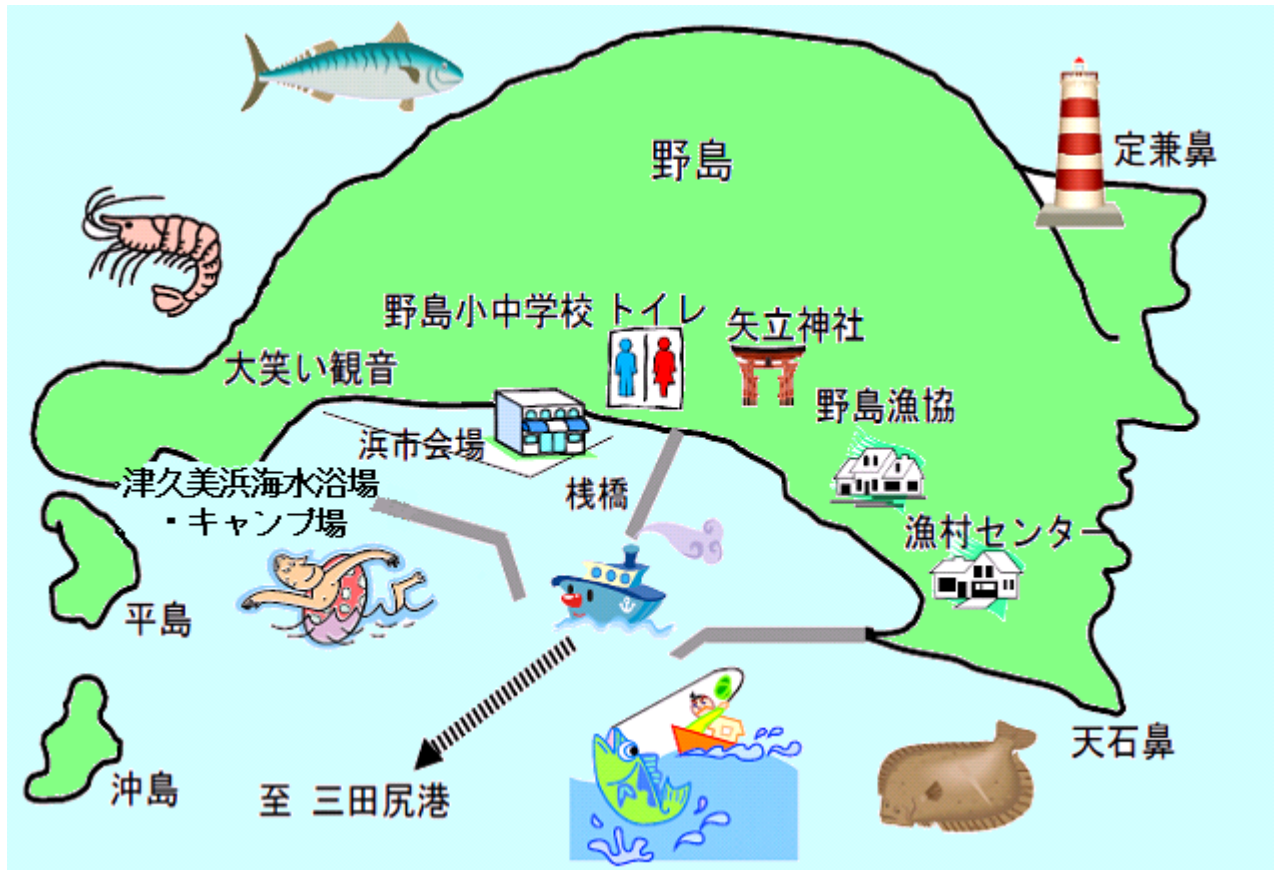 野島
定兼鼻
野島小中学校
トイレ
矢立神社
大笑い観音
野島漁協
浜市会場
津久美浜海水浴場
・キャンプ場
桟橋
漁村センター
平島
沖島
至 三田尻港
天石鼻